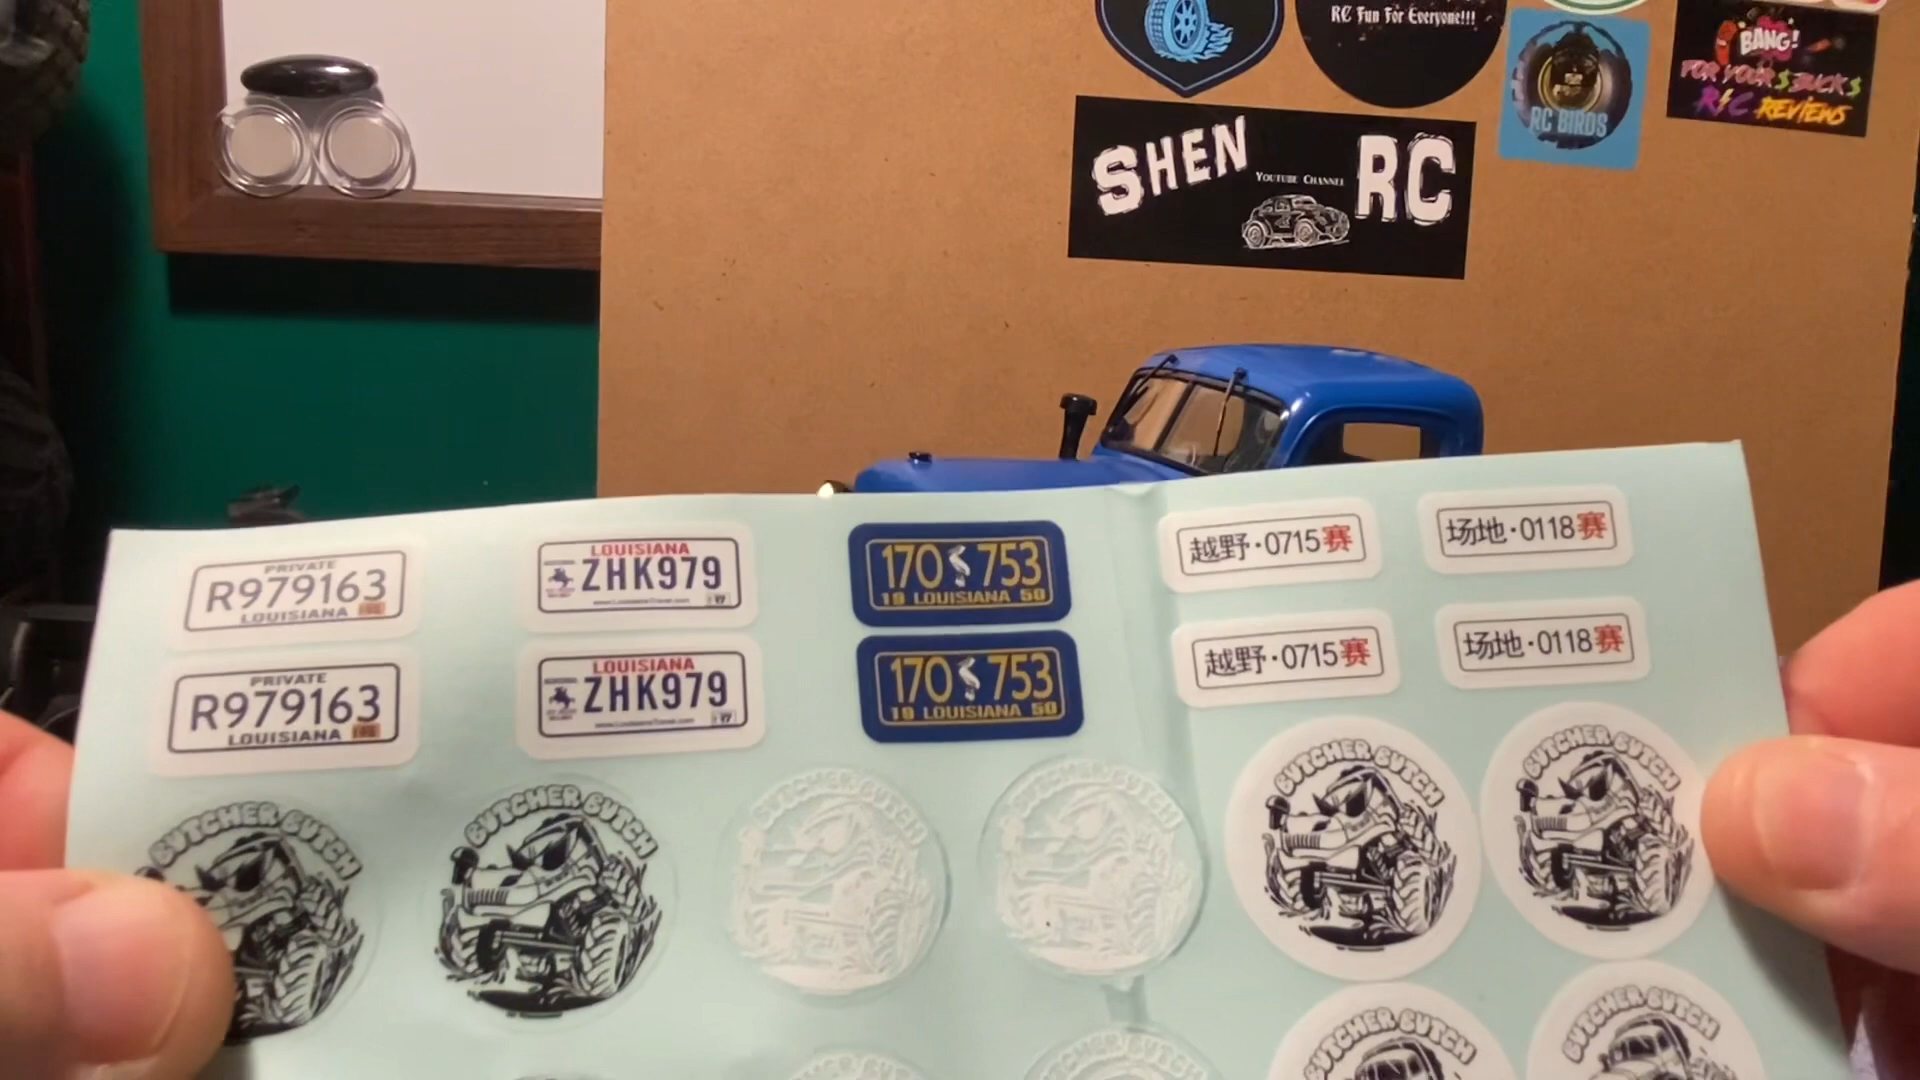 RC Fun For Everyone!!!
BANG!
FOR YOUR $ BUCK $
R/C REVIEWS
RC BIRDS
SHEN
YOUTUBE CHANNEL
RC
PRIVATE
R979163
LOUISIANA
LOUISIANA
ZHK979
170 753
19 LOUISIANA 50
越野·0715赛
场地·0118赛
PRIVATE
R979163
LOUISIANA
LOUISIANA
ZHK979
170 753
19 LOUISIANA 50
越野·0715赛
场地·0118赛
BUTCHER BUTCH
BUTCHER BUTCH
BUTCHER BUTCH
BUTCHER BUTCH
BUTCHER BUTCH
BUTCHER BUTCH
BUTCHER BUTCH
BUTCHER BUTCH